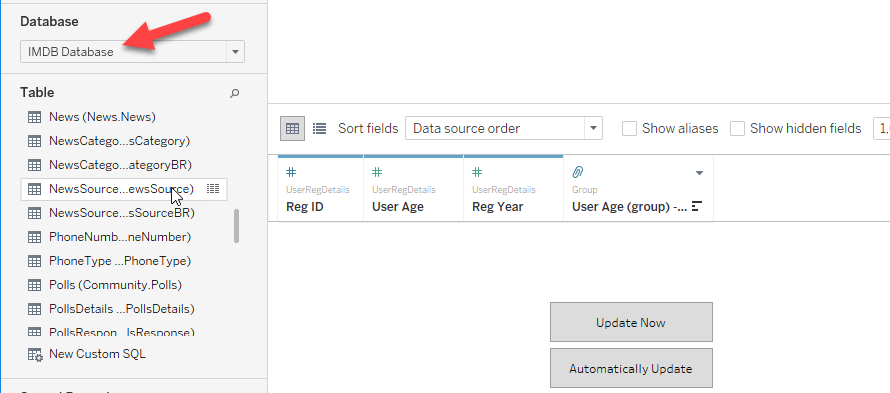 Database
IMDB Database
Table
News (News.News)
NewsCatego...sCategory)
NewsCatego...ategoryBR)
NewsSource...ewsSource)
NewsSource...sSourceBR)
PhoneNumb...neNumber)
PhoneType ...PhoneType)
Polls (Community.Polls)
PollsDetails ...PollsDetails)
PollsRespon...lsResponse)
New Custom SQL
Sort fields
Data source order
Show aliases
Show hidden fields
UserRegDetails
Reg ID
UserRegDetails
User Age
UserRegDetails
Reg Year
Group
User Age (group) -...
Update Now
Automatically Update